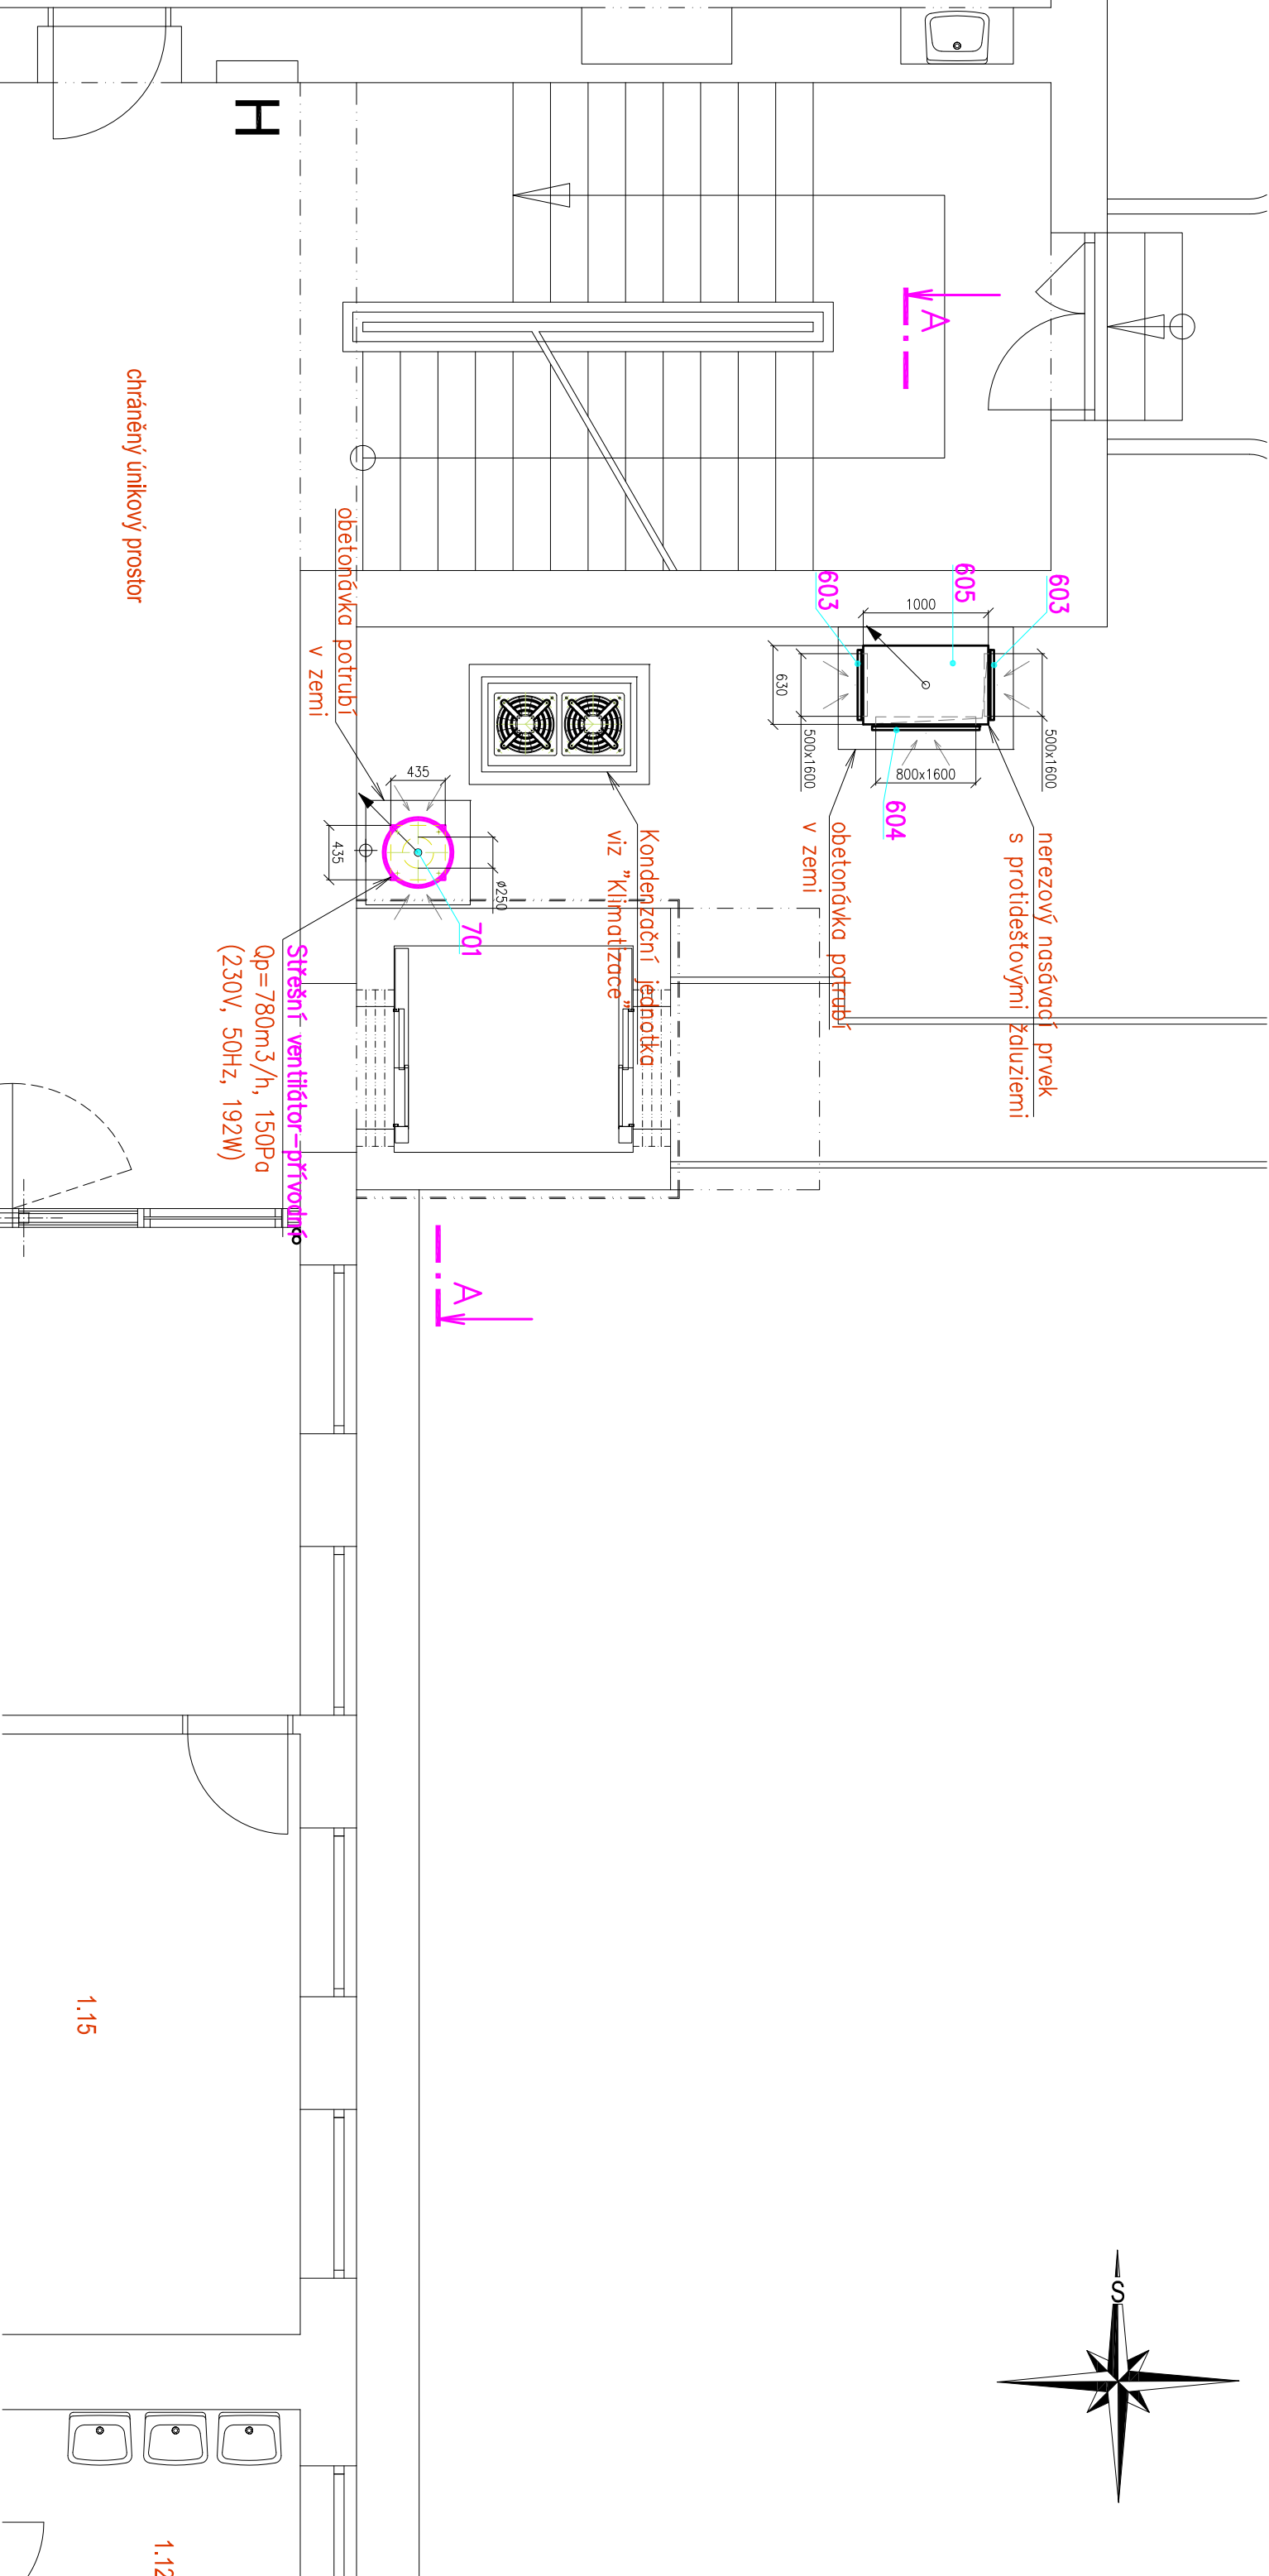 H
A
chráněný únikový prostor
obetonávka potrubí
v zemi
603
605
603
1000
630
500x1600
500x1600
800x1600
604
nerezový nasávací prvek
s protidešťovými žaluziemi
obetonávka potrubí
v zemi
Kondenzační jednotka
viz "Klimatizace"
435
435
ø250
701
Střešní ventilátor-přívodní
Qp=780m3/h, 150Pa
(230V, 50Hz, 192W)
A
1.15
S
1.12